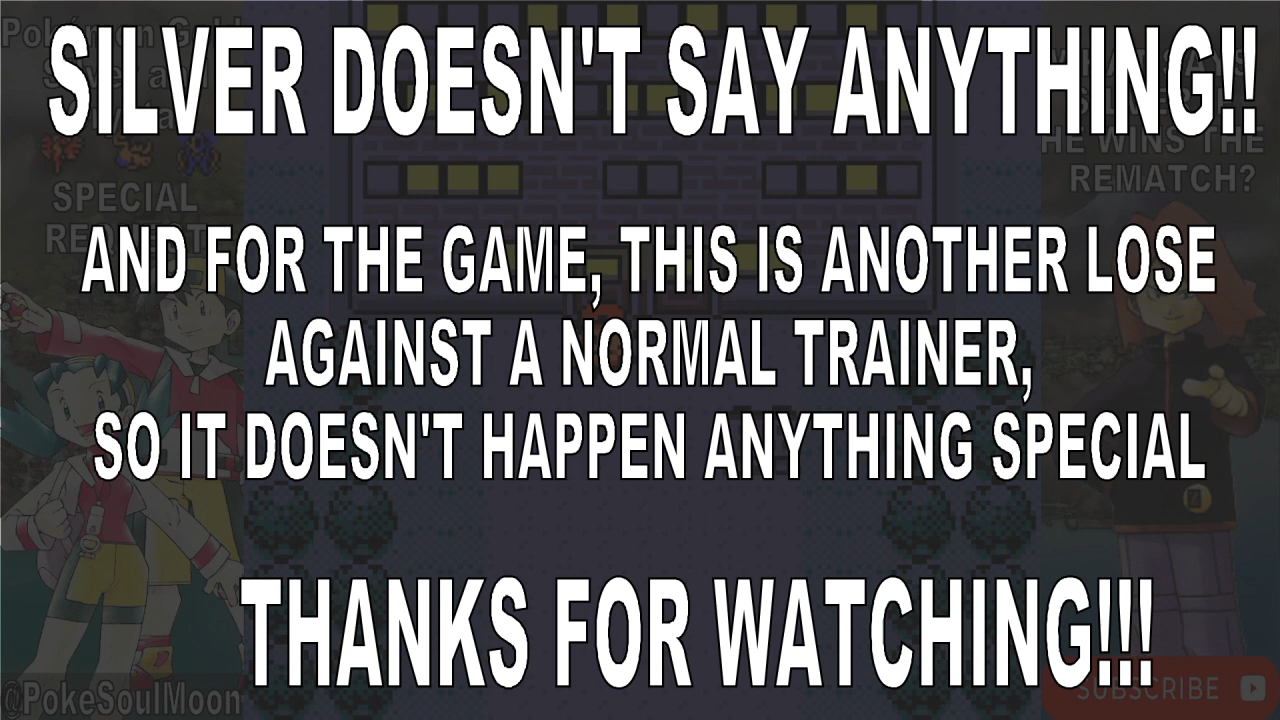 SILVER DOESN'T SAY ANYTHING!!
AND FOR THE GAME, THIS IS ANOTHER LOSE
AGAINST A NORMAL TRAINER,
SO IT DOESN'T HAPPEN ANYTHING SPECIAL
THANKS FOR WATCHING!!!
SPECIAL
HE WINS THE
REMATCH?
@PokeSoulMoon
SUBSCRIBE